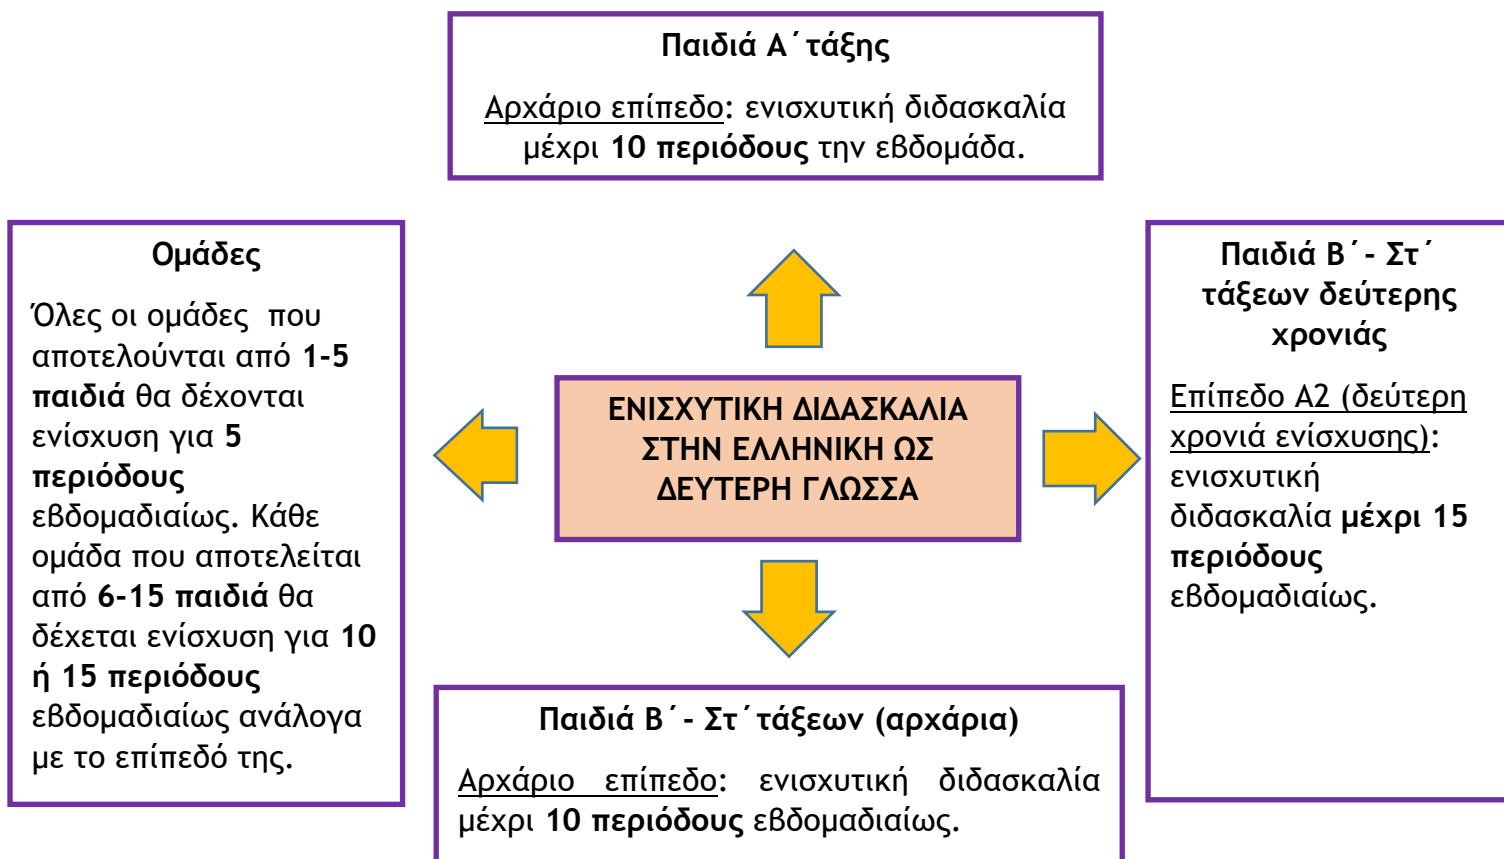 Παιδιά Α΄ τάξης
Αρχάριο επίπεδο: ενισχυτική διδασκαλία
μέχρι 10 περιόδους την εβδομάδα.
Ομάδες
Όλες οι ομάδες που
αποτελούνται από 1-5
παιδιά θα δέχονται
ενίσχυση για 5
περιόδους
εβδομαδιαίως. Κάθε
ομάδα που αποτελείται
από 6-15 παιδιά θα
δέχεται ενίσχυση για 10
ή 15 περιόδους
εβδομαδιαίως ανάλογα
με το επίπεδό της.
ΕΝΙΣΧΥΤΙΚΗ ΔΙΔΑΣΚΑΛΙΑ
ΣΤΗΝ ΕΛΛΗΝΙΚΗ ΩΣ
ΔΕΥΤΕΡΗ ΓΛΩΣΣΑ
Παιδιά Β΄- Στ΄
τάξεων δεύτερης
χρονιάς
Επίπεδο Α2 (δεύτερη
χρονιά ενίσχυσης):
ενισχυτική
διδασκαλία μέχρι 15
περιόδους
εβδομαδιαίως.
Παιδιά Β΄- Στ΄τάξεων (αρχάρια)
Αρχάριο επίπεδο: ενισχυτική διδασκαλία
μέχρι 10 περιόδους εβδομαδιαίως.